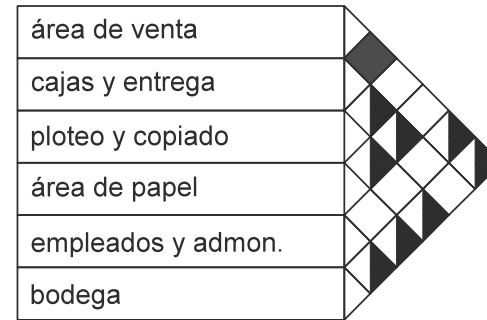 área de venta
cajas y entrega
ploteo y copiado
área de papel
empleados y admon.
bodega